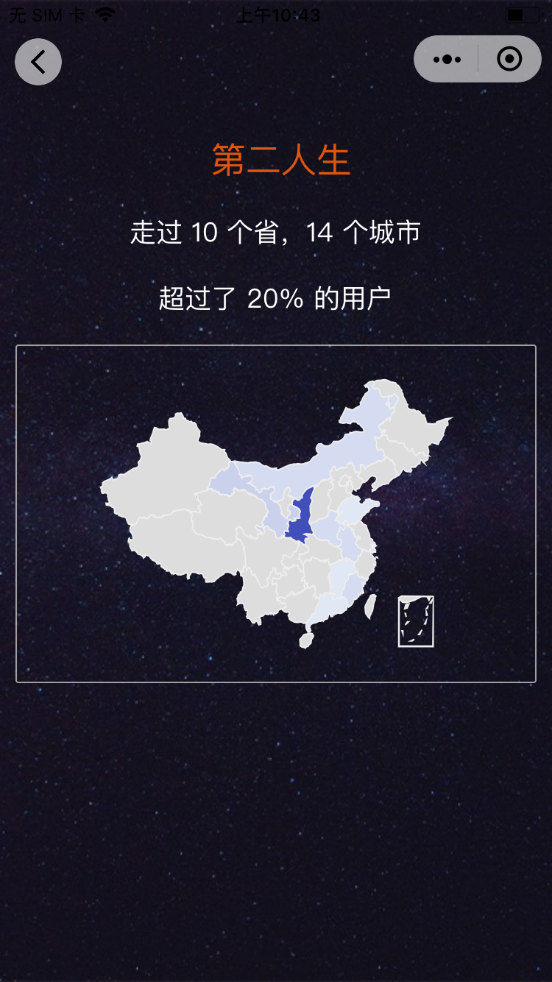 无 SIM 卡
上午10:43
第二人生
走过 10 个省，14 个城市
超过了 20% 的用户